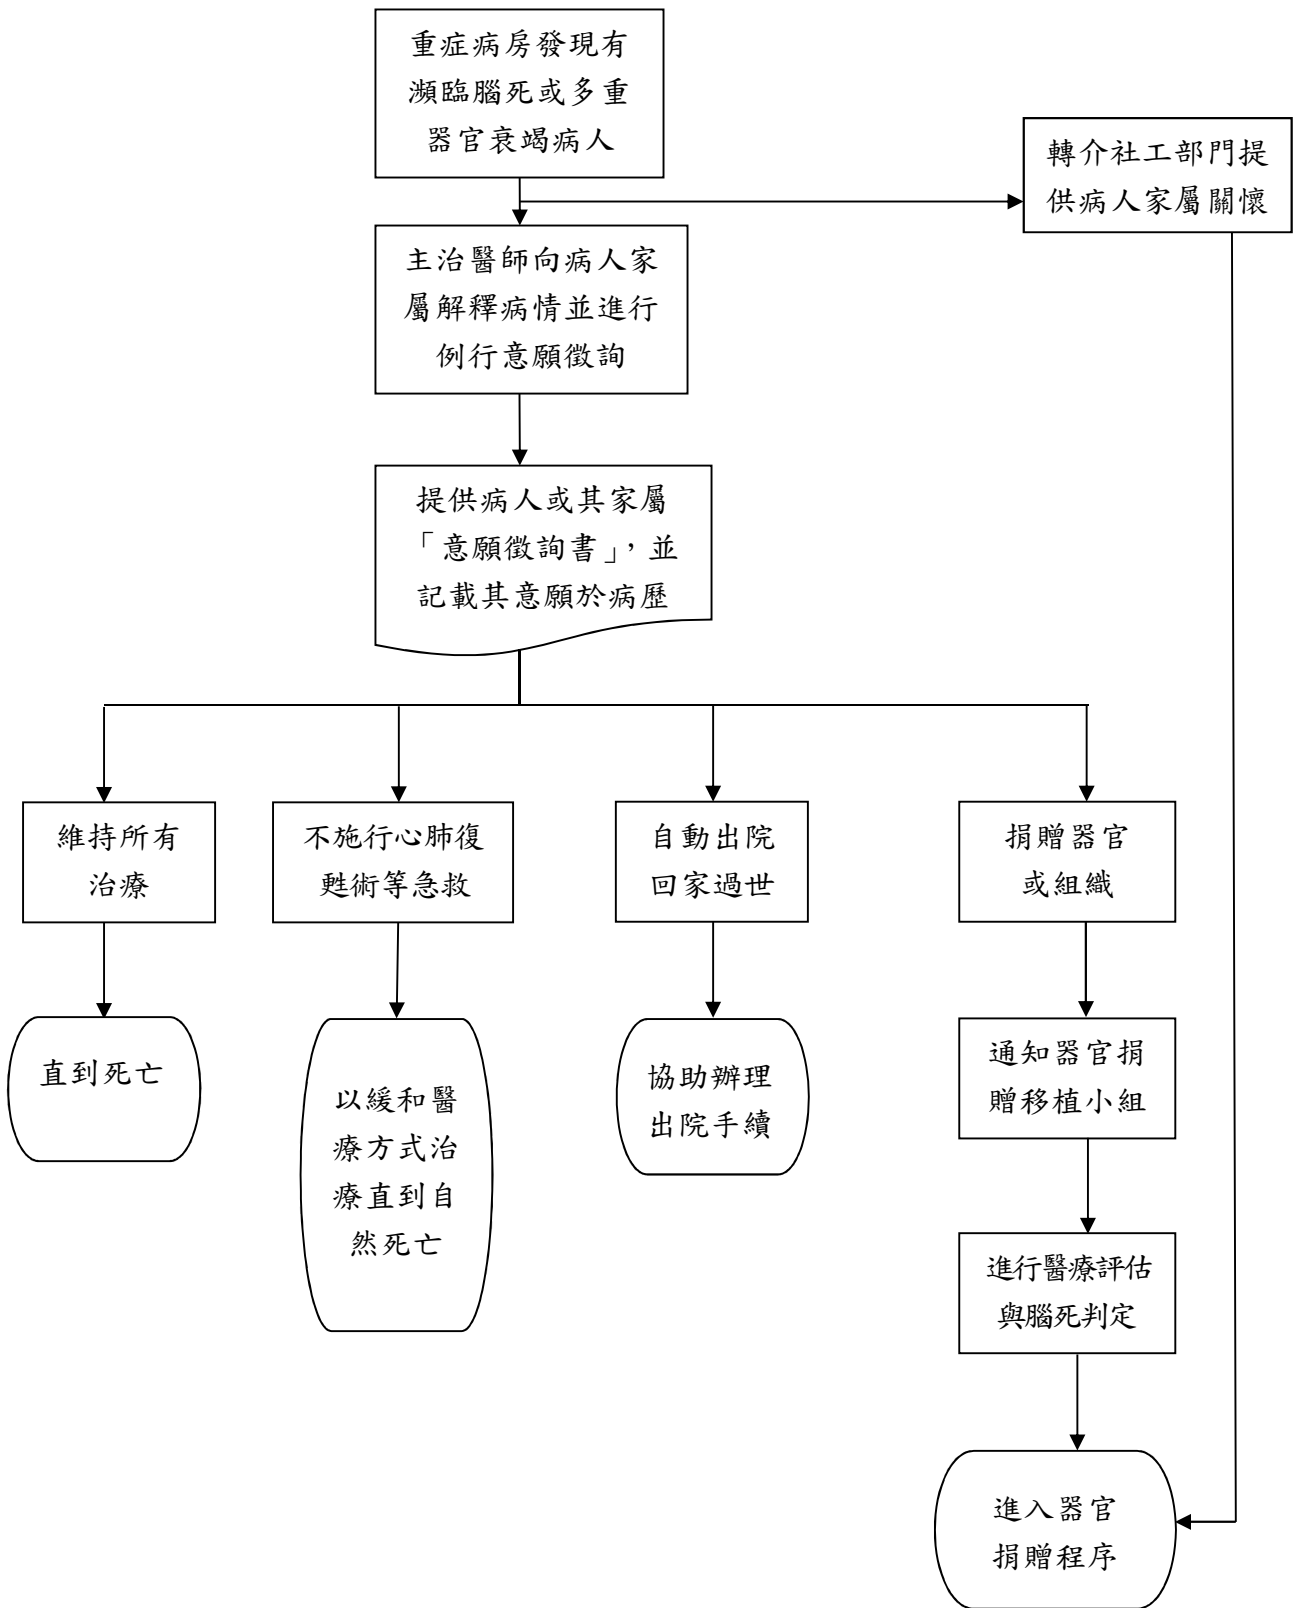 重症病房發現有
瀕臨腦死或多重
器官衰竭病人
轉介社工部門提
供病人家屬關懷
主治醫師向病人家
屬解釋病情並進行
例行意願徵詢
提供病人或其家屬
「意願徵詢書」，並
記載其意願於病歷
維持所有
治療
不施行心肺復
甦術等急救
自動出院
回家過世
捐贈器官
或組織
直到死亡
以緩和醫
療方式治
療直到自
然死亡
協助辦理
出院手續
通知器官捐
贈移植小組
進行醫療評估
與腦死判定
進入器官
捐贈程序